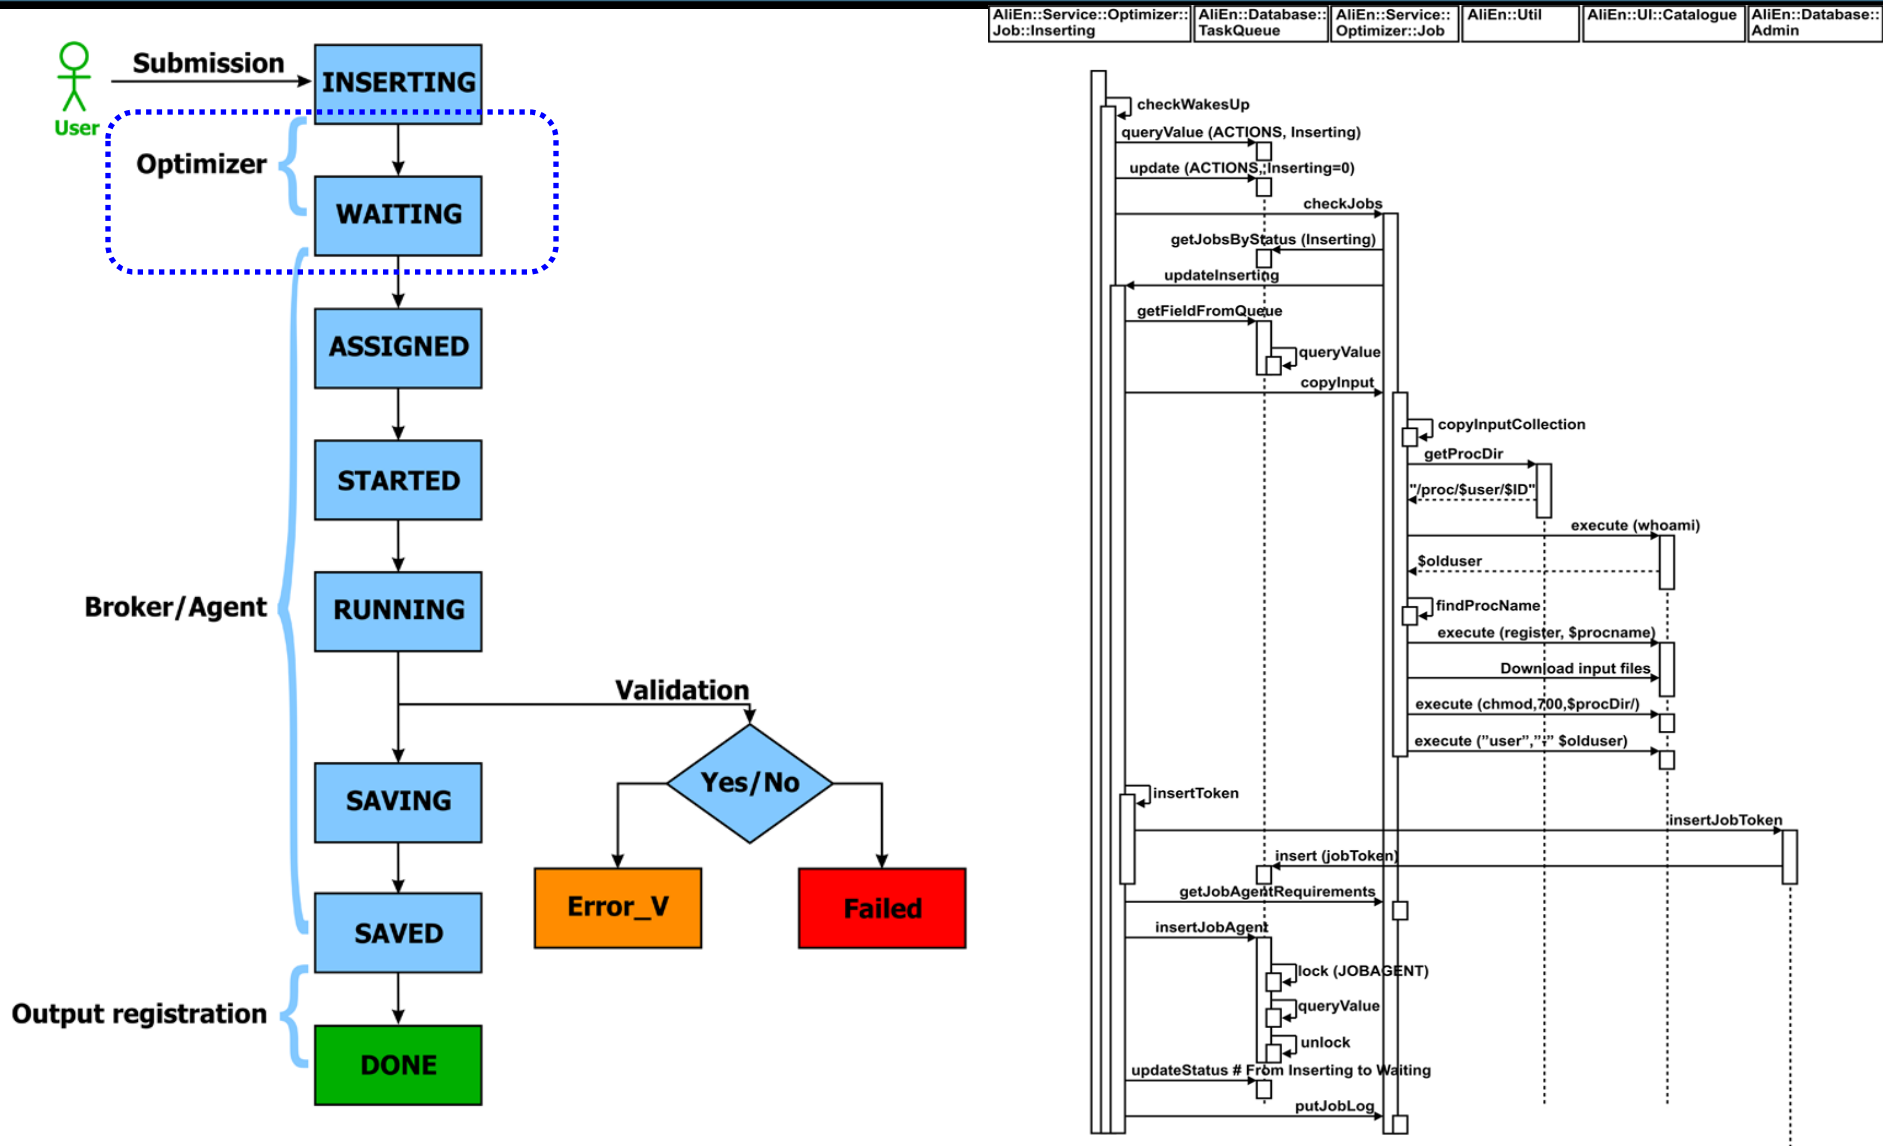 Submission
User
INSERTING
Optimizer
WAITING
ASSIGNED
STARTED
Broker/Agent
RUNNING
Validation
Yes/No
SAVING
Error_V
Failed
SAVED
Output registration
DONE
AliEn::Service::Optimizer::
Job::Inserting
AliEn::Database::
TaskQueue
AliEn::Service::
Optimizer::Job
AliEn::Util
AliEn::UI::Catalogue
AliEn::Database::
Admin
checkWakesUp
queryValue (ACTIONS, Inserting)
update (ACTIONS, Inserting=0)
checkJobs
getJobsByStatus (Inserting)
updateInserting
getFieldFromQueue
queryValue
copyInput
copyInputCollection
getProcDir
"/proc/$user/$ID"
execute (whoami)
$olduser
findProcName
execute (register, $procname)
Download input files
execute (chmod,700,$procDir/)
execute (”user”,”-” $olduser)
insertToken
insertJobToken
insert (jobToken)
getJobAgentRequirements
insertJobAgent
lock (JOBAGENT)
queryValue
unlock
updateStatus # From Inserting to Waiting
putJobLog